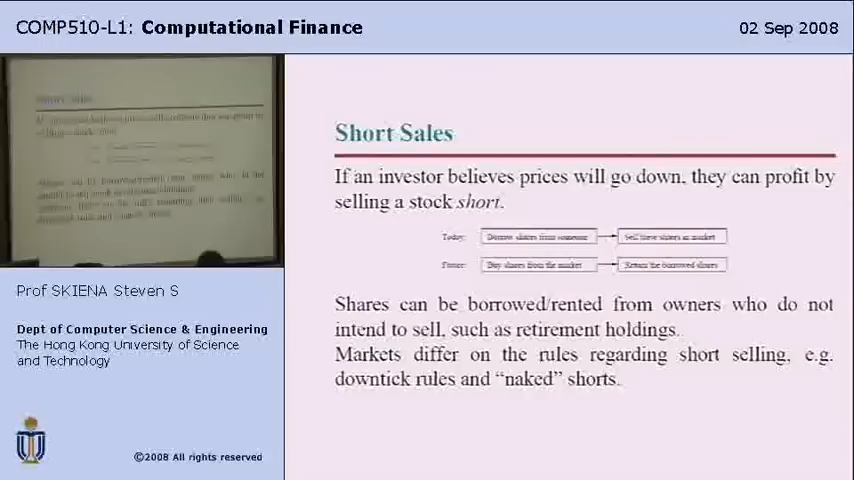 COMP510-L1: Computational Finance
02 Sep 2008
Short Sales
If an investor believes prices will go down, they can profit by
selling a stock short.
Today: Borrow shares from someone Sell these shares at market
Future: Buy shares from the market Return the borrowed shares
Shares can be borrowed/rented from owners who do not
intend to sell, such as retirement holdings.
Markets differ on the rules regarding short selling, e.g.
downtick rules and “naked” shorts.
Prof SKIENA Steven S
Dept of Computer Science & Engineering
The Hong Kong University of Science
and Technology
©2008 All rights reserved